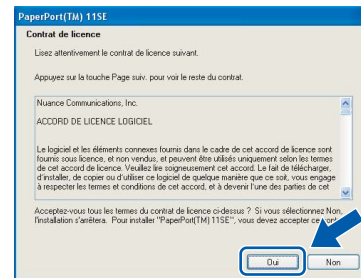 PaperPort(TM) 11SE
Contrat de licence
Lisez attentivement le contrat de licence suivant.
Appuyez sur la touche Page suiv. pour voir le reste du contrat.
Nuance Communications, Inc.
ACCORD DE LICENCE LOGICIEL
Le logiciel et les éléments connexes fournis dans le cadre de cet accord de licence sont
fournis sous licence, et non vendus, et peuvent être utilisés uniquement selon les termes
de cet accord de licence. Veuillez lire soigneusement cet accord. Le fait de télécharger,
d'installer, de copier ou d'utiliser ce logiciel de quelque manière que ce soit, vous engage
à respecter les termes et conditions de cet accord, et à devenir l'une des parties de cet
Acceptez-vous tous les termes du contrat de licence ci-dessus ? Si vous sélectionnez Non,
l'installation s'arrêtera. Pour installer "PaperPort(TM) 11SE", vous devez accepter ce
Oui
Non